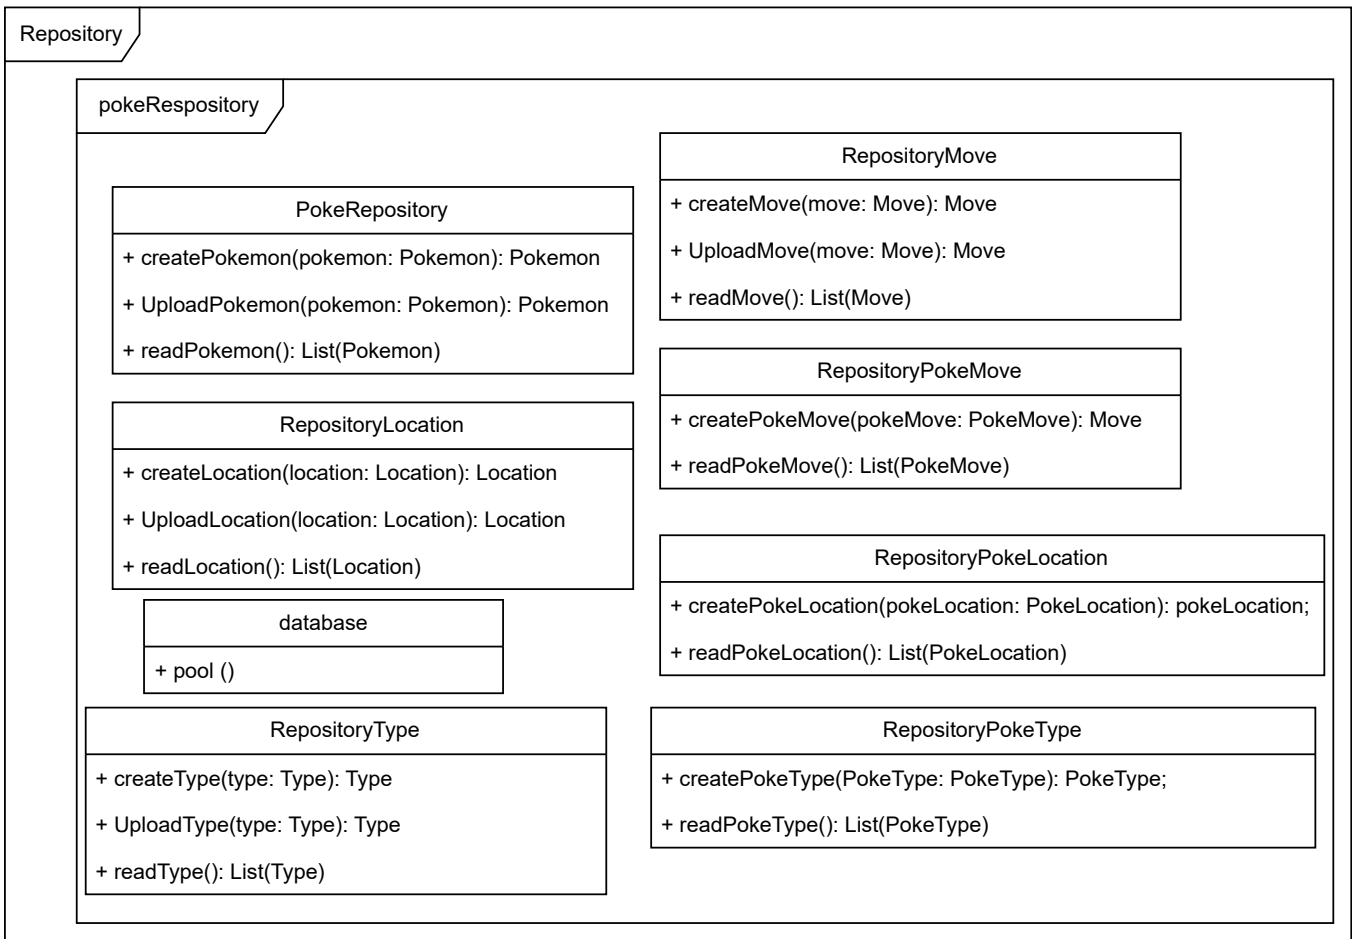 Repository
pokeRespository
PokeRepository
+ createPokemon(pokemon: Pokemon): Pokemon
+ UploadPokemon(pokemon: Pokemon): Pokemon
+ readPokemon(): List(Pokemon)
RepositoryLocation
+ createLocation(location: Location): Location
+ UploadLocation(location: Location): Location
+ readLocation(): List(Location)
database
+ pool ()
RepositoryType
+ createType(type: Type): Type
+ UploadType(type: Type): Type
+ readType(): List(Type)
RepositoryMove
+ createMove(move: Move): Move
+ UploadMove(move: Move): Move
+ readMove(): List(Move)
RepositoryPokeMove
+ createPokeMove(pokeMove: PokeMove): Move
+ readPokeMove(): List(PokeMove)
RepositoryPokeLocation
+ createPokeLocation(pokeLocation: PokeLocation): pokeLocation;
+ readPokeLocation(): List(PokeLocation)
RepositoryPokeType
+ createPokeType(PokeType: PokeType): PokeType;
+ readPokeType(): List(PokeType)